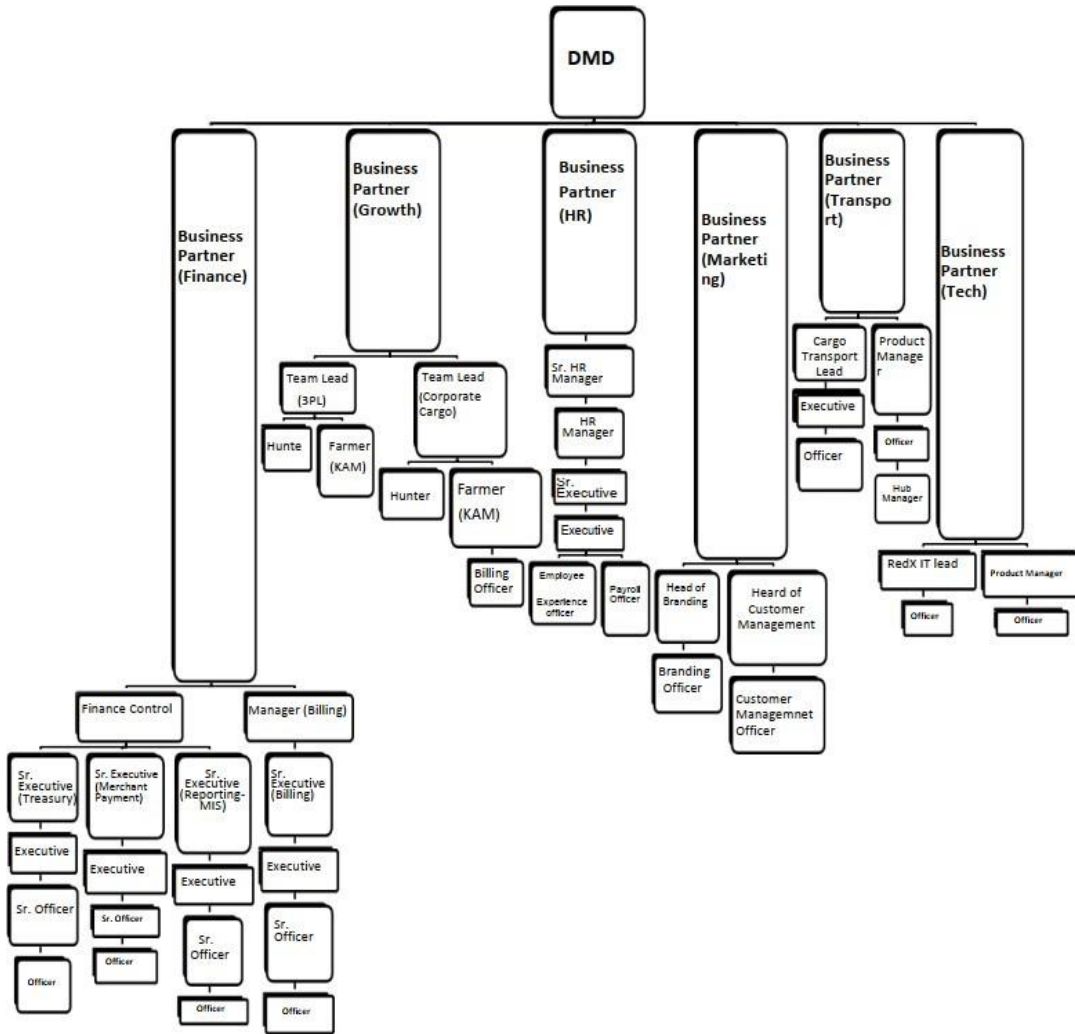 DMD
Business
Partner
(Finance)
Business
Partner
(Growth)
Business
Partner
(HR)
Business
Partner
(Marketi
ng)
Business
Partner
(Transpo
rt)
Business
Partner
(Tech)
Team Lead
(3PL)
Hunte
Farmer
(KAM)
Team Lead
(Corporate
Cargo)
Hunter
Farmer
(KAM)
Billing
Officer
Sr. HR
Manager
HR
Manager
Sr.
Executive
Executive
Employee
Experience
officer
Payroll
Officer
Head of
Branding
Branding
Officer
Heard of
Customer
Management
Customer
Managemnet
Officer
Cargo
Transport
Lead
Executive
Officer
Product
Manage
r
Officer
Hub
Manager
RedX IT lead
Officer
Product Manager
Officer
Finance Control
Manager (Billing)
Sr.
Executive
(Treasury)
Executive
Sr. Officer
Officer
Sr. Executive
(Merchant
Payment)
Executive
Sr. Officer
Officer
Sr.
Executive
(Reporting-
MIS)
Executive
Sr.
Officer
Officer
Sr.
Executive
(Billing)
Executive
Sr.
Officer
Officer